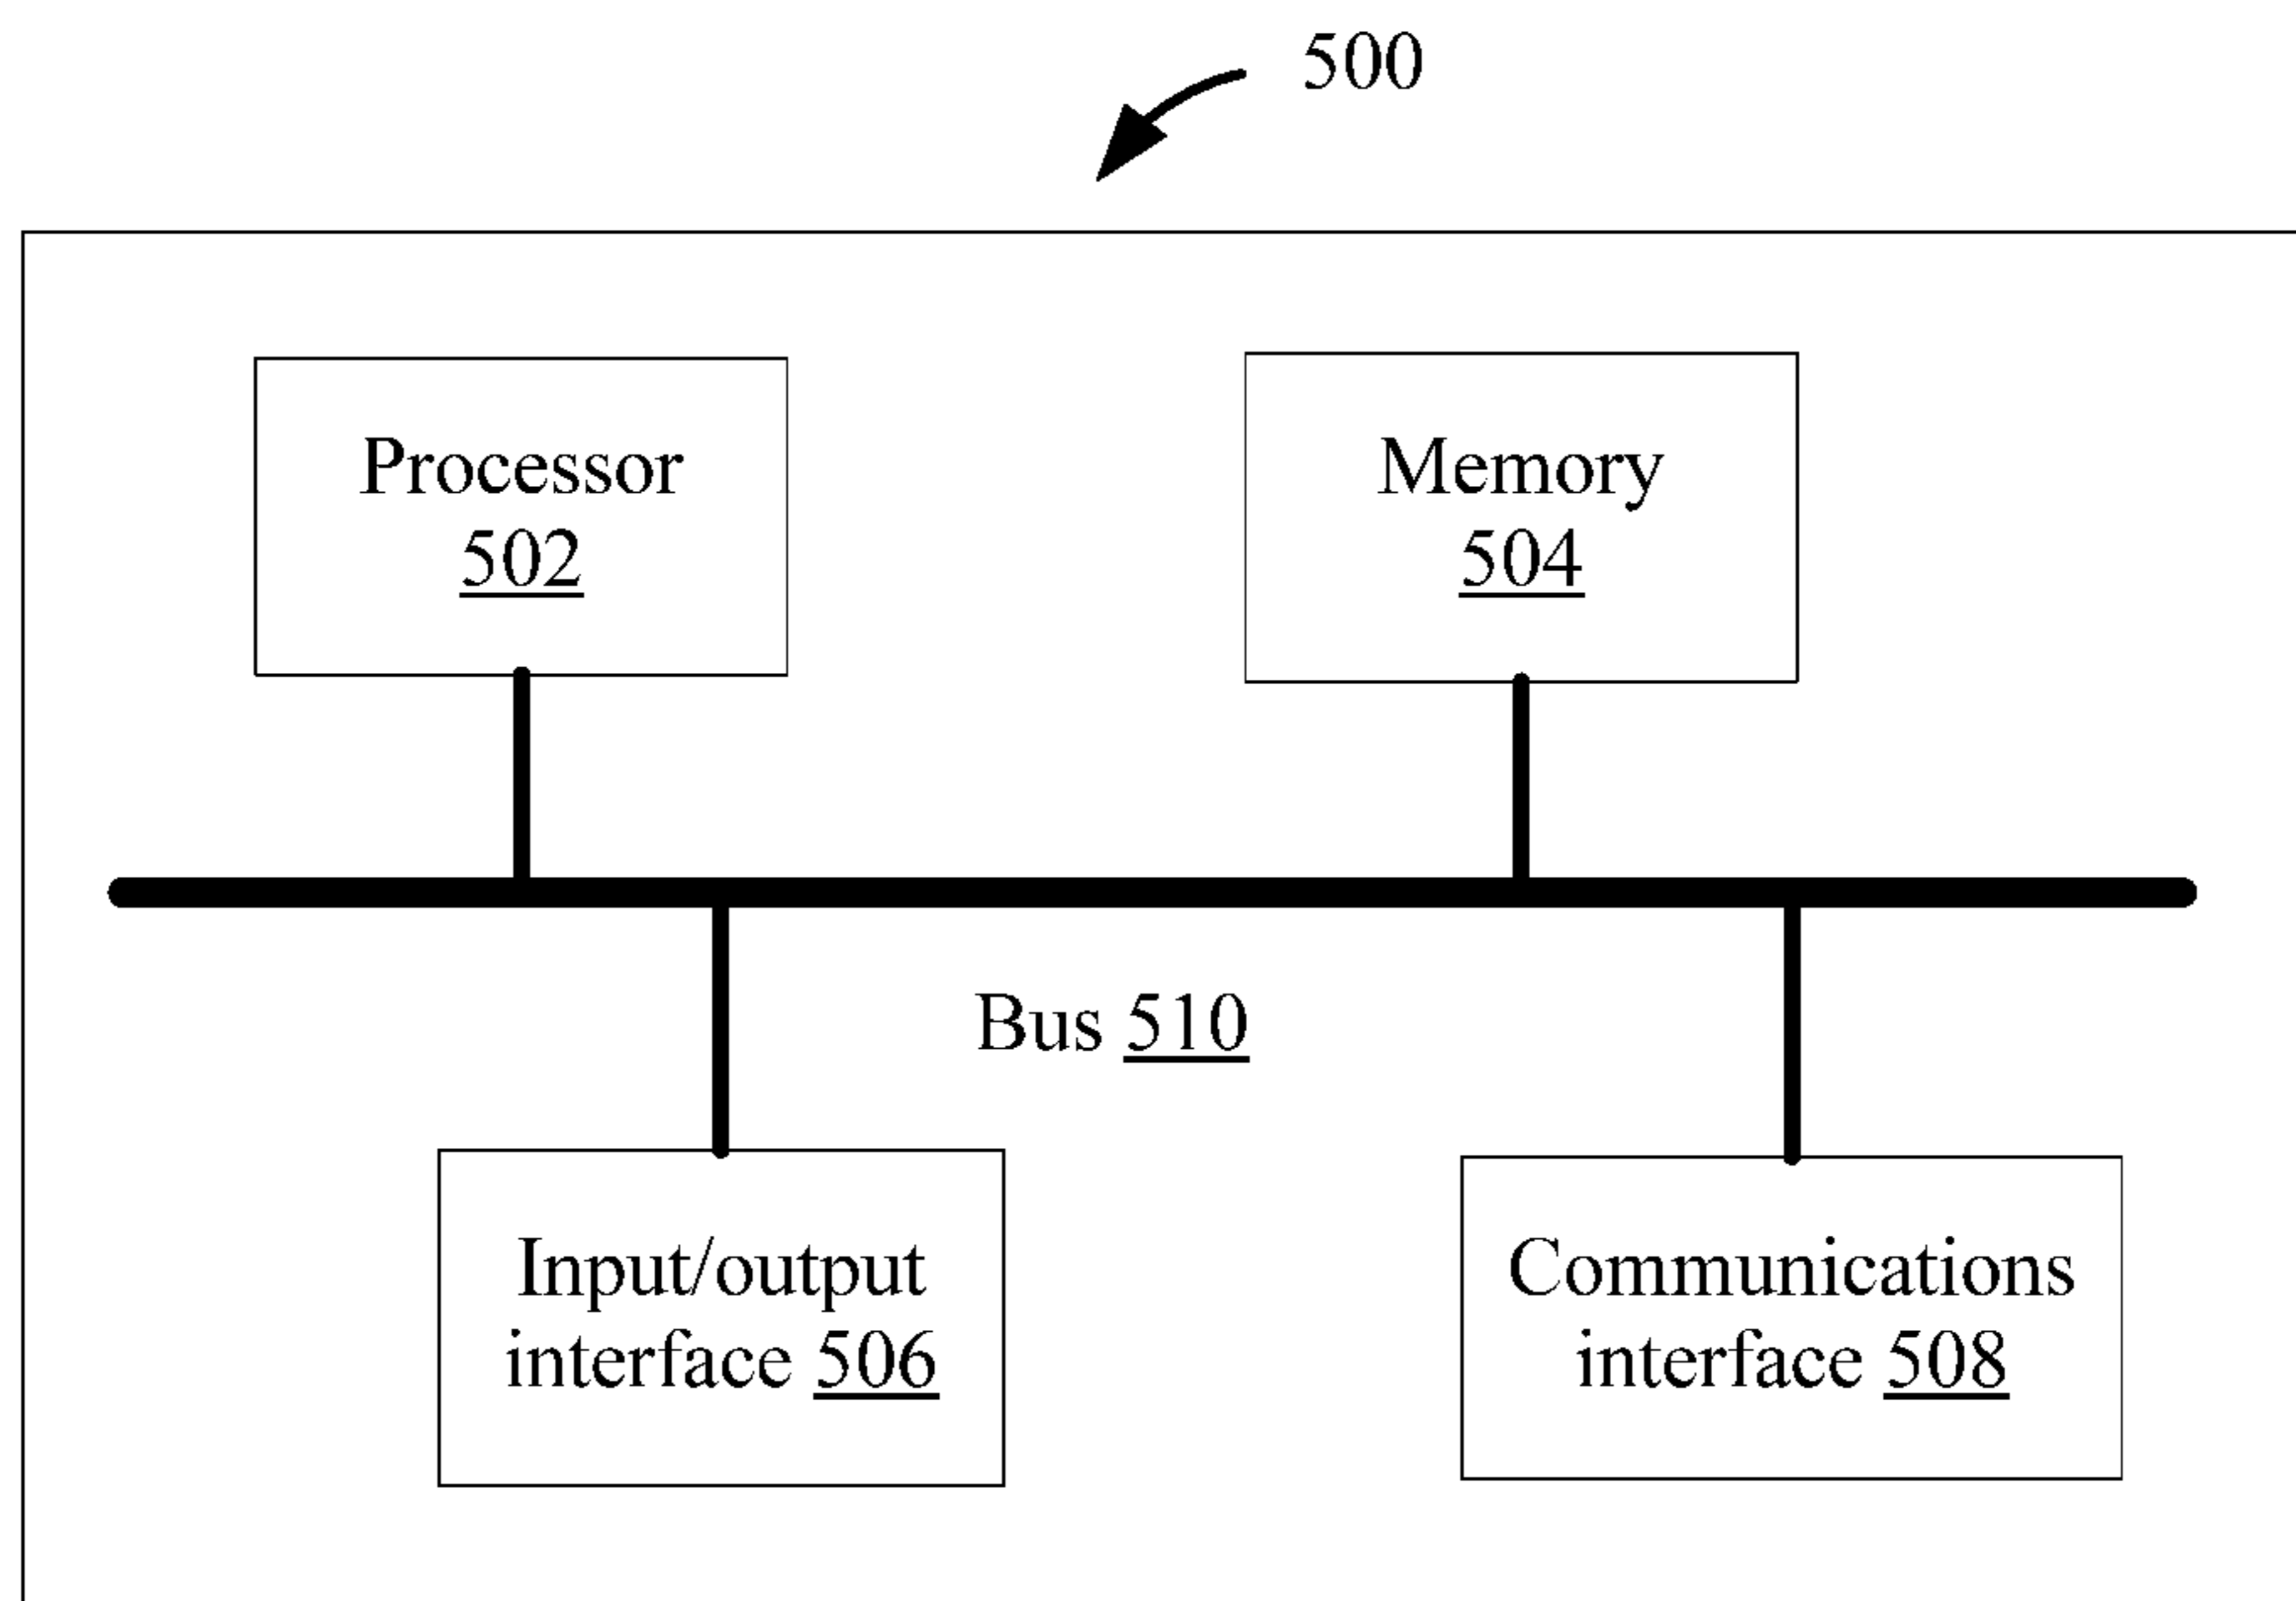 500
Processor
502
Memory
504
Bus 510
Input/output
interface 506
Communications
interface 508